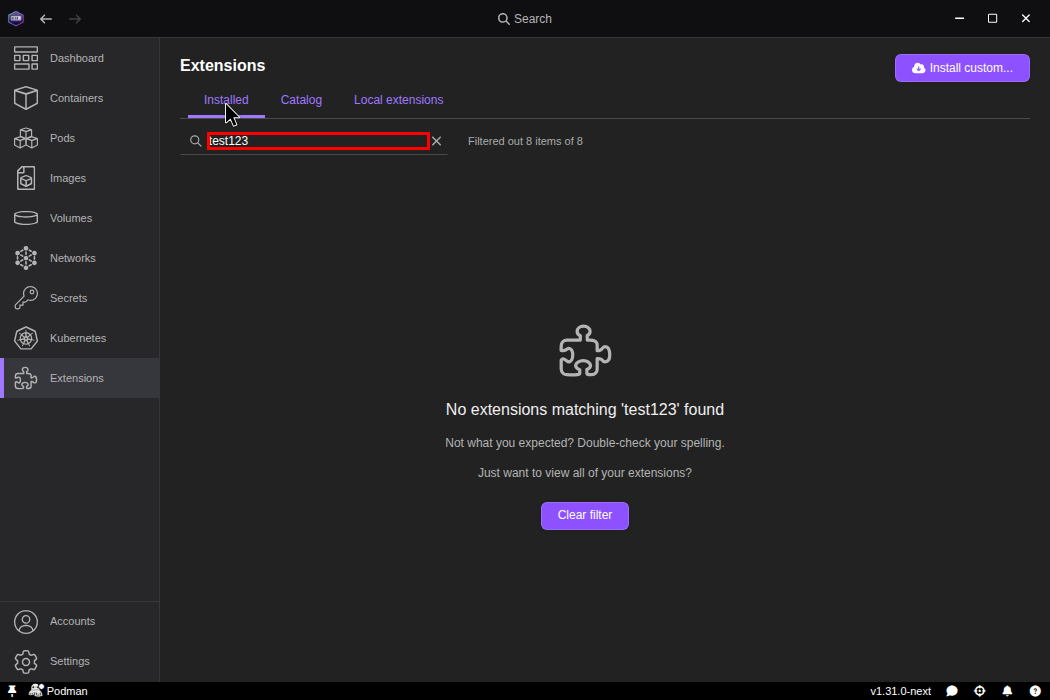 Search
Dashboard
Containers
Pods
Images
Volumes
Networks
Secrets
Kubernetes
Extensions
Accounts
Settings
Extensions
Install custom...
Installed
Catalog
Local extensions
test123
Filtered out 8 items of 8
No extensions matching 'test123' found
Not what you expected? Double-check your spelling.
Just want to view all of your extensions?
Clear filter
Podman
v1.31.0-next